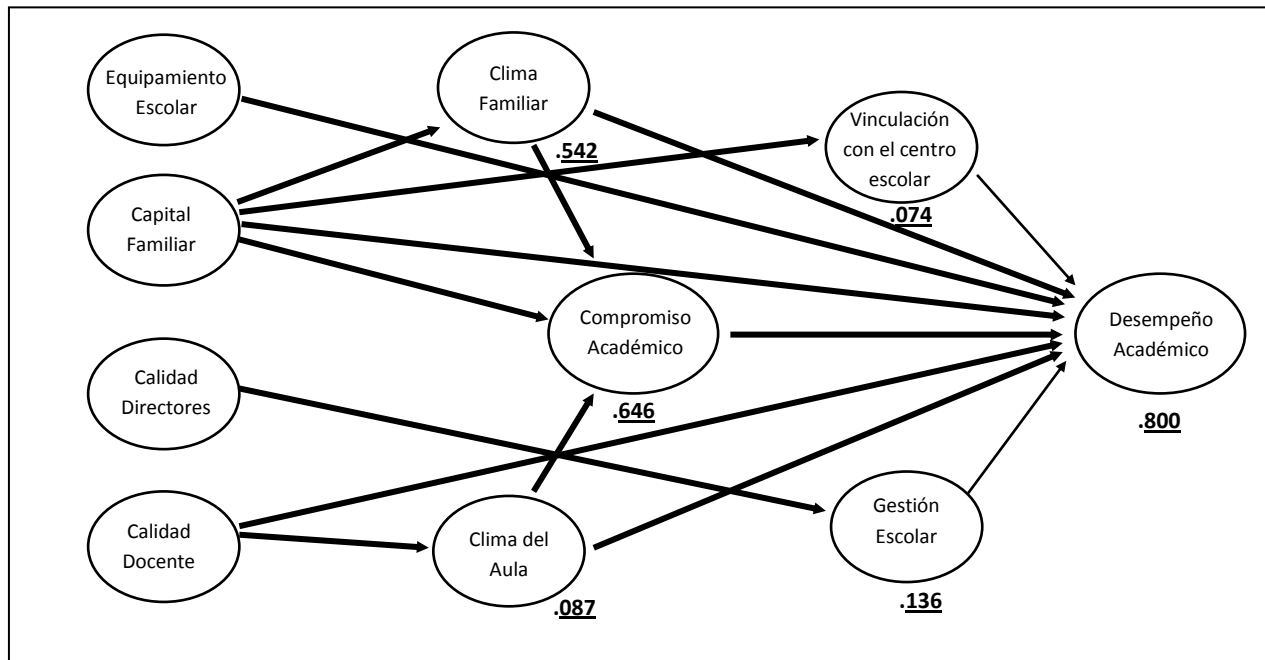 Equipamiento
Escolar
Clima
Familiar
.542
Vinculación
con el centro
escolar
.074
Capital
Familiar
Compromiso
Académico
.646
Desempeño
Académico
.800
Calidad
Directores
Calidad
Docente
Clima del
Aula
.087
Gestión
Escolar
.136